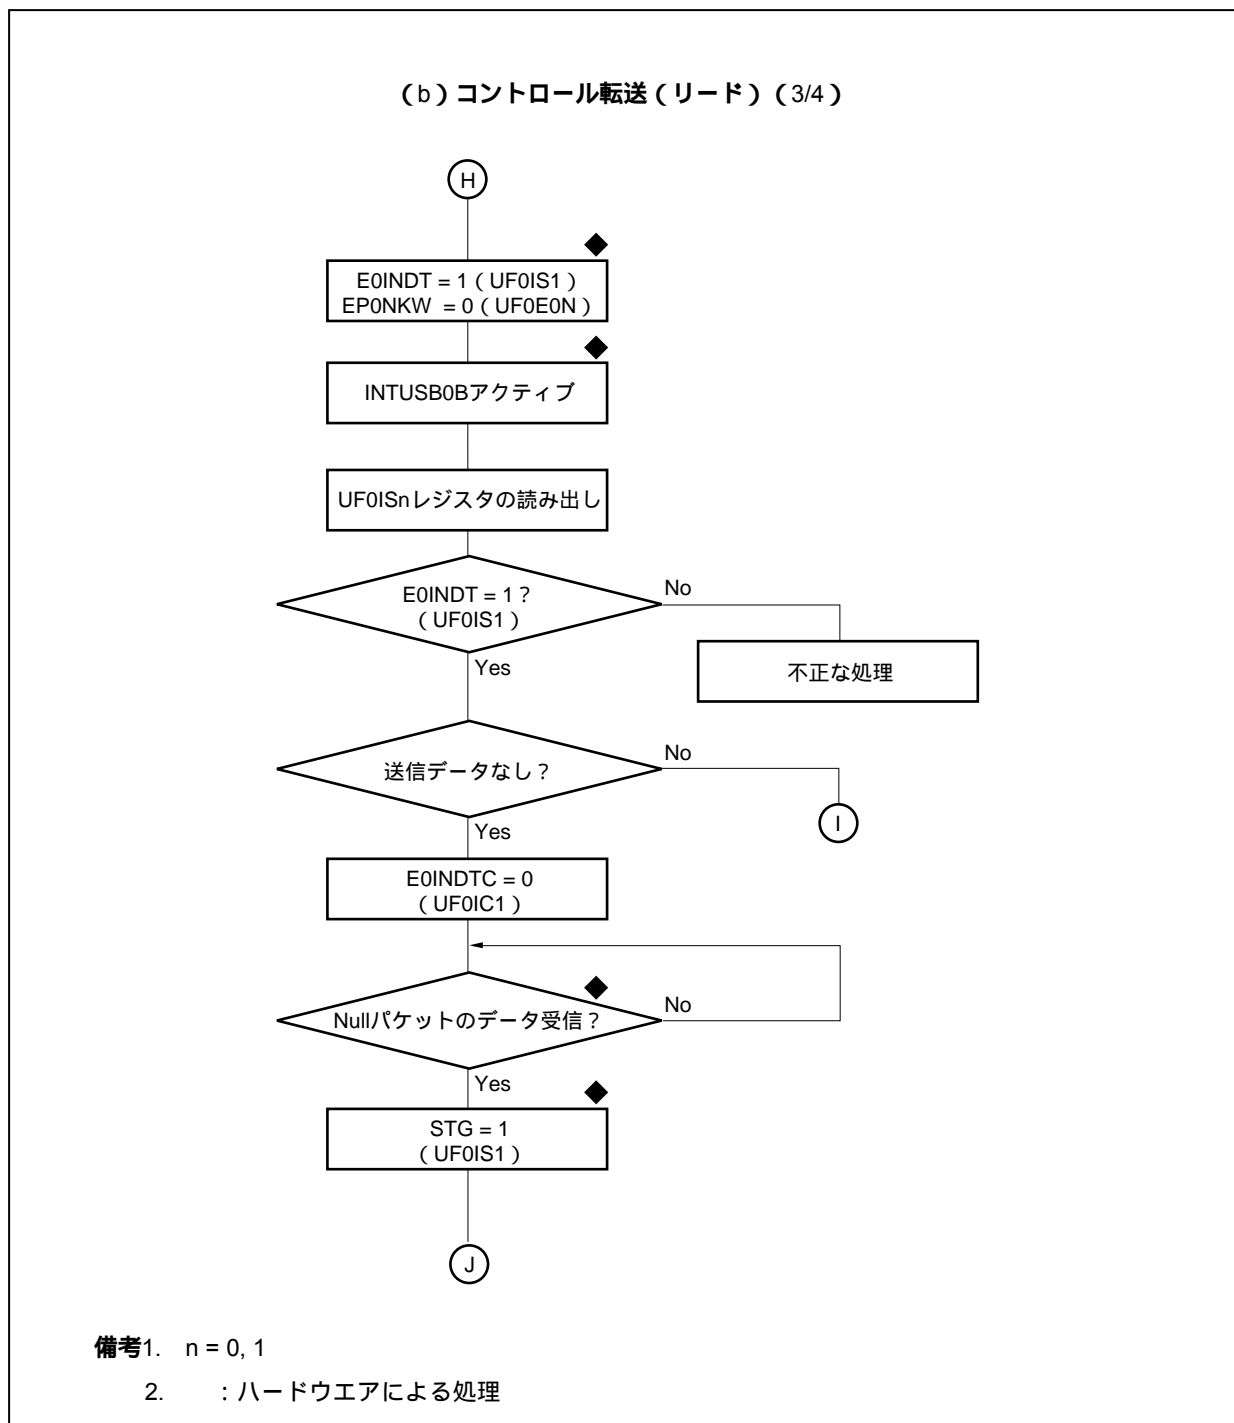 （b）コントロール転送（リード）（3/4）
H
E0INDT = 1（UF0IS1）
EP0NKW = 0（UF0E0N）
INTUSB0Bアクティブ
UF0ISnレジスタの読み出し
E0INDT = 1？
（UF0IS1）
No
Yes
不正な処理
送信データなし？
No
Yes
I
E0INDTC = 0
（UF0IC1）
Nullパケットのデータ受信？
No
Yes
STG = 1
（UF0IS1）
J
備考1. n = 0, 1
2. ：ハードウエアによる処理